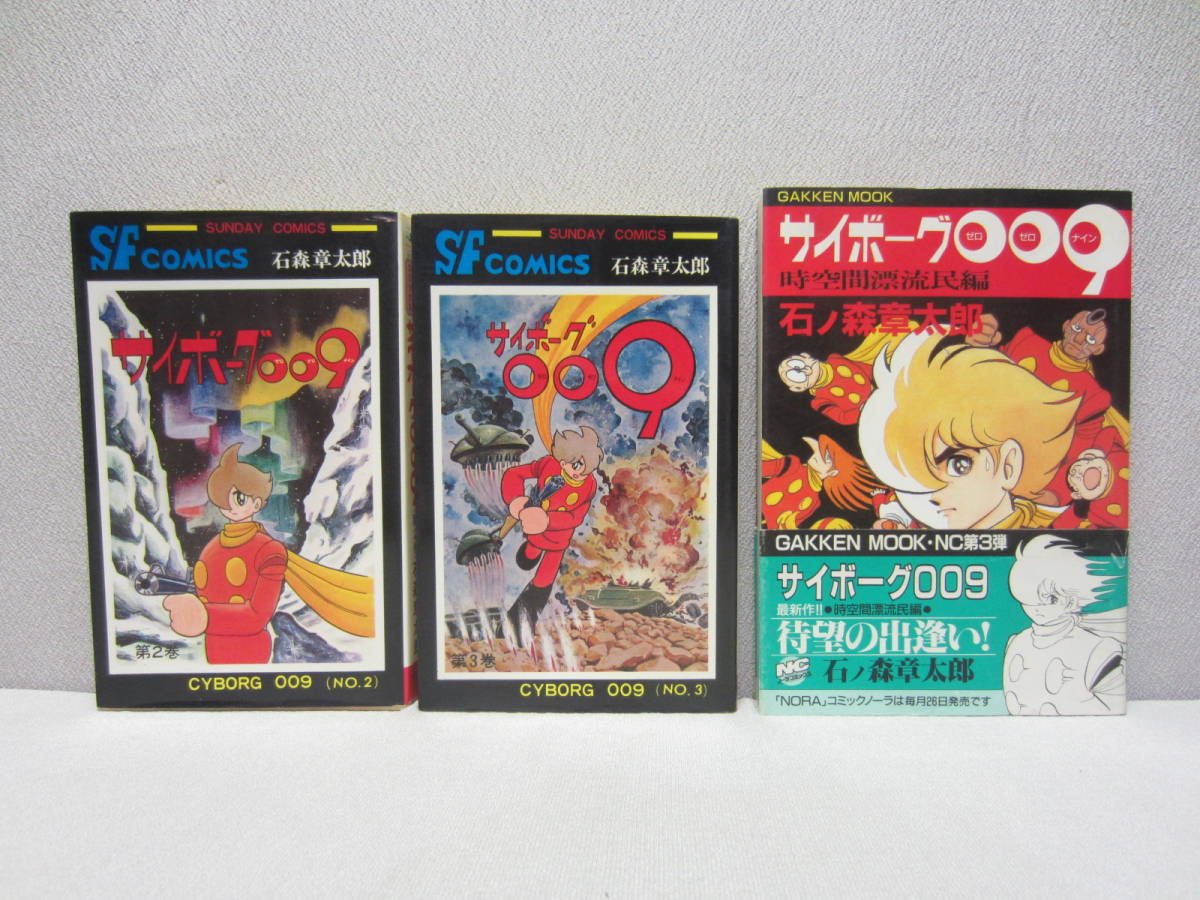 SUNDAY COMICS
SF COMICS 石森章太郎
サイボーグ009
第2巻
CYBORG 009 (NO.2)
SUNDAY COMICS
SF COMICS 石森章太郎
サイボーグ
009
第3巻
CYBORG 009 (NO.3)
GAKKEN MOOK
サイボーグ009
ゼロ ゼロ ナイン
時空間漂流民編
石ノ森章太郎
GAKKEN MOOK・NC第3弾
サイボーグ009
最新作!!●時空間漂流民編●
待望の出逢い!
NC 石ノ森章太郎
「NORA」コミックノーラは毎月26日発売です